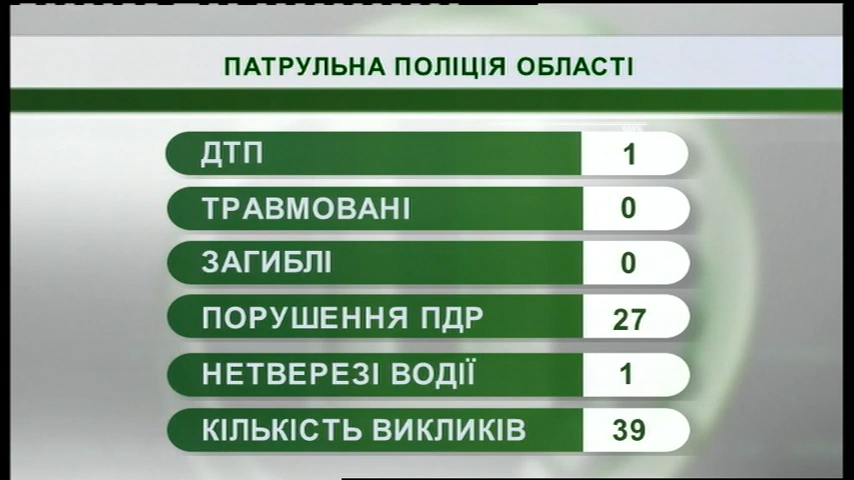 ПАТРУЛЬНА ПОЛІЦІЯ ОБЛАСТІ
ДТП 1
ТРАВМОВАНІ 0
ЗАГИБЛІ 0
ПОРУШЕННЯ ПДР 27
НЕТВЕРЕЗІ ВОДІЇ 1
КІЛЬКІСТЬ ВИКЛИКІВ 39